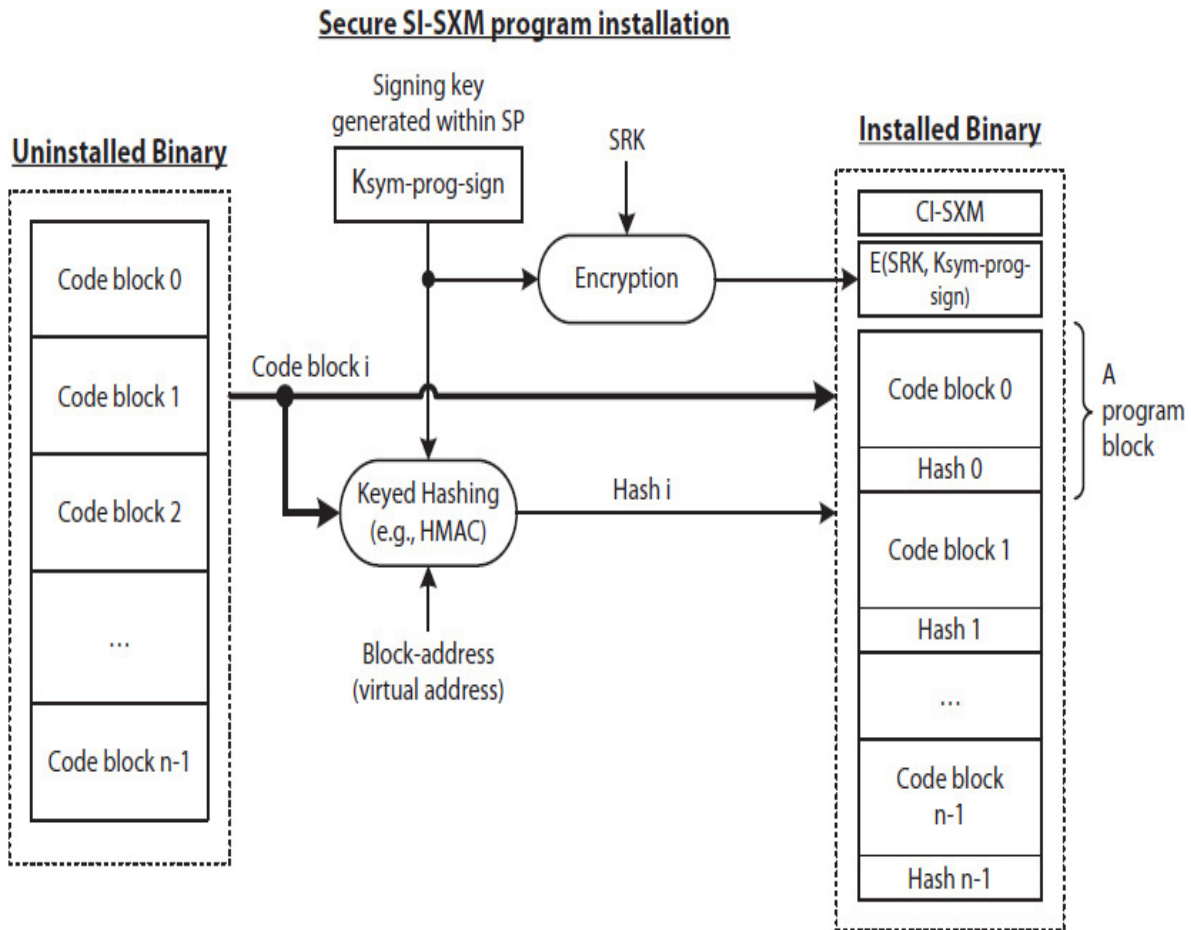 Secure SI-SXM program installation
Uninstalled Binary
Code block 0
Code block 1
Code block 2
...
Code block n-1
Signing key
generated within SP
Ksym-prog-sign
SRK
Encryption
Code block i
Keyed Hashing
(e.g., HMAC)
Hash i
Block-address
(virtual address)
Installed Binary
CI-SXM
E(SRK, Ksym-prog-
sign)
Code block 0
Hash 0
Code block 1
Hash 1
...
Code block
n-1
Hash n-1
A
program
block